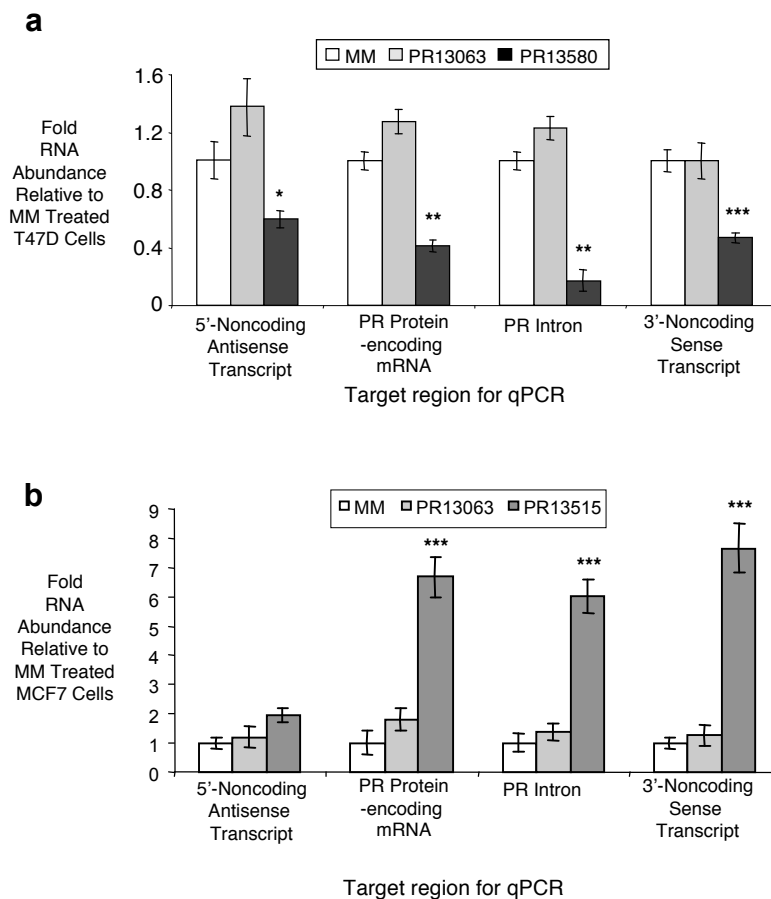 a
MM PR13063 PR13580
1.6
1.2
0.8
0.4
0
Fold
RNA
Abundance
Relative to
MM Treated
T47D Cells
*
**
**
***
5'-Noncoding
Antisense
Transcript
PR Protein
-encoding
mRNA
PR Intron
3'-Noncoding
Sense
Transcript
Target region for qPCR
b
MM PR13063 PR13515
9
8
7
6
5
4
3
2
1
0
Fold
RNA
Abundance
Relative to
MM Treated
MCF7 Cells
***
***
***
5'-Noncoding
Antisense
Transcript
PR Protein
-encoding
mRNA
PR Intron
3'-Noncoding
Sense
Transcript
Target region for qPCR